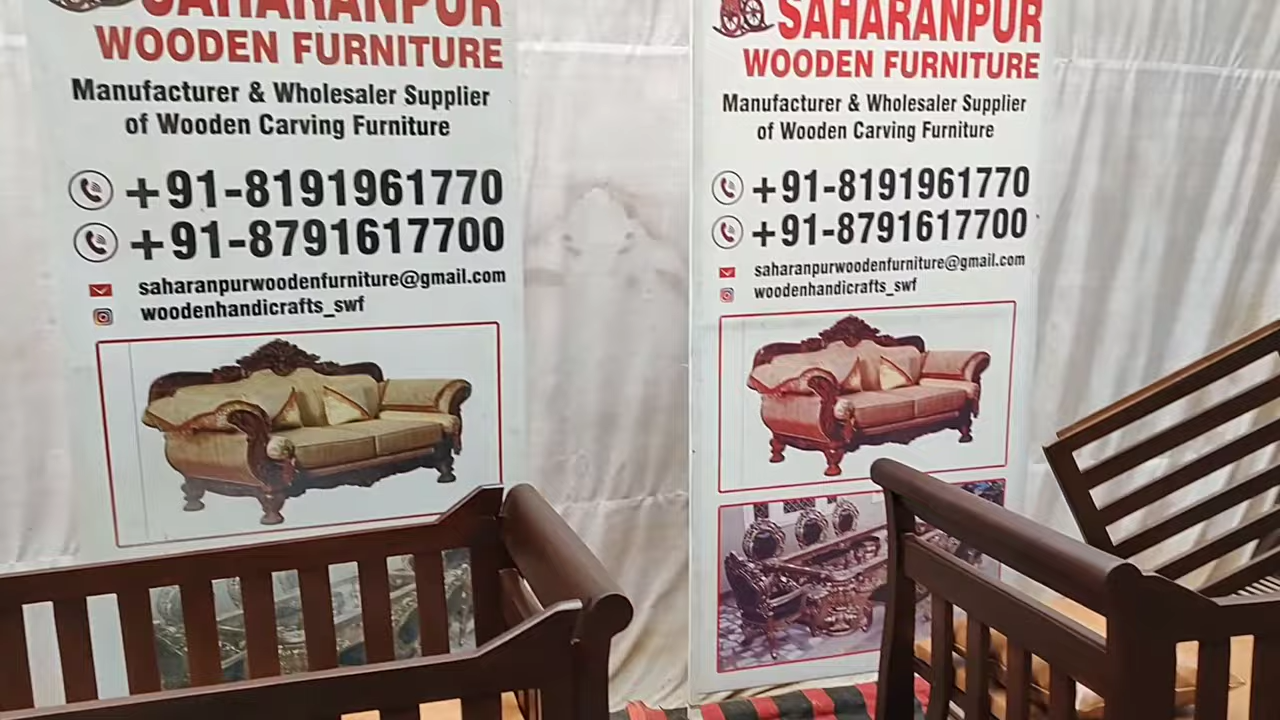 SAHARANPUR
WOODEN FURNITURE
Manufacturer & Wholesaler Supplier
of Wooden Carving Furniture
+91-8191961770
+91-8791617700
saharanpurwoodenfurniture@gmail.com
woodenhandicrafts_swf
SAHARANPUR
WOODEN FURNITURE
Manufacturer & Wholesaler Supplier
of Wooden Carving Furniture
+91-8191961770
+91-8791617700
saharanpurwoodenfurniture@gmail.com
woodenhandicrafts_swf